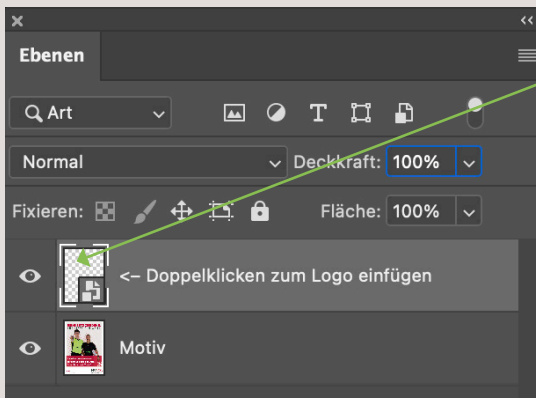 Ebenen
Art
Normal Deckkraft: 100%
Fixieren: Fläche: 100%
<– Doppelklicken zum Logo einfügen
Motiv